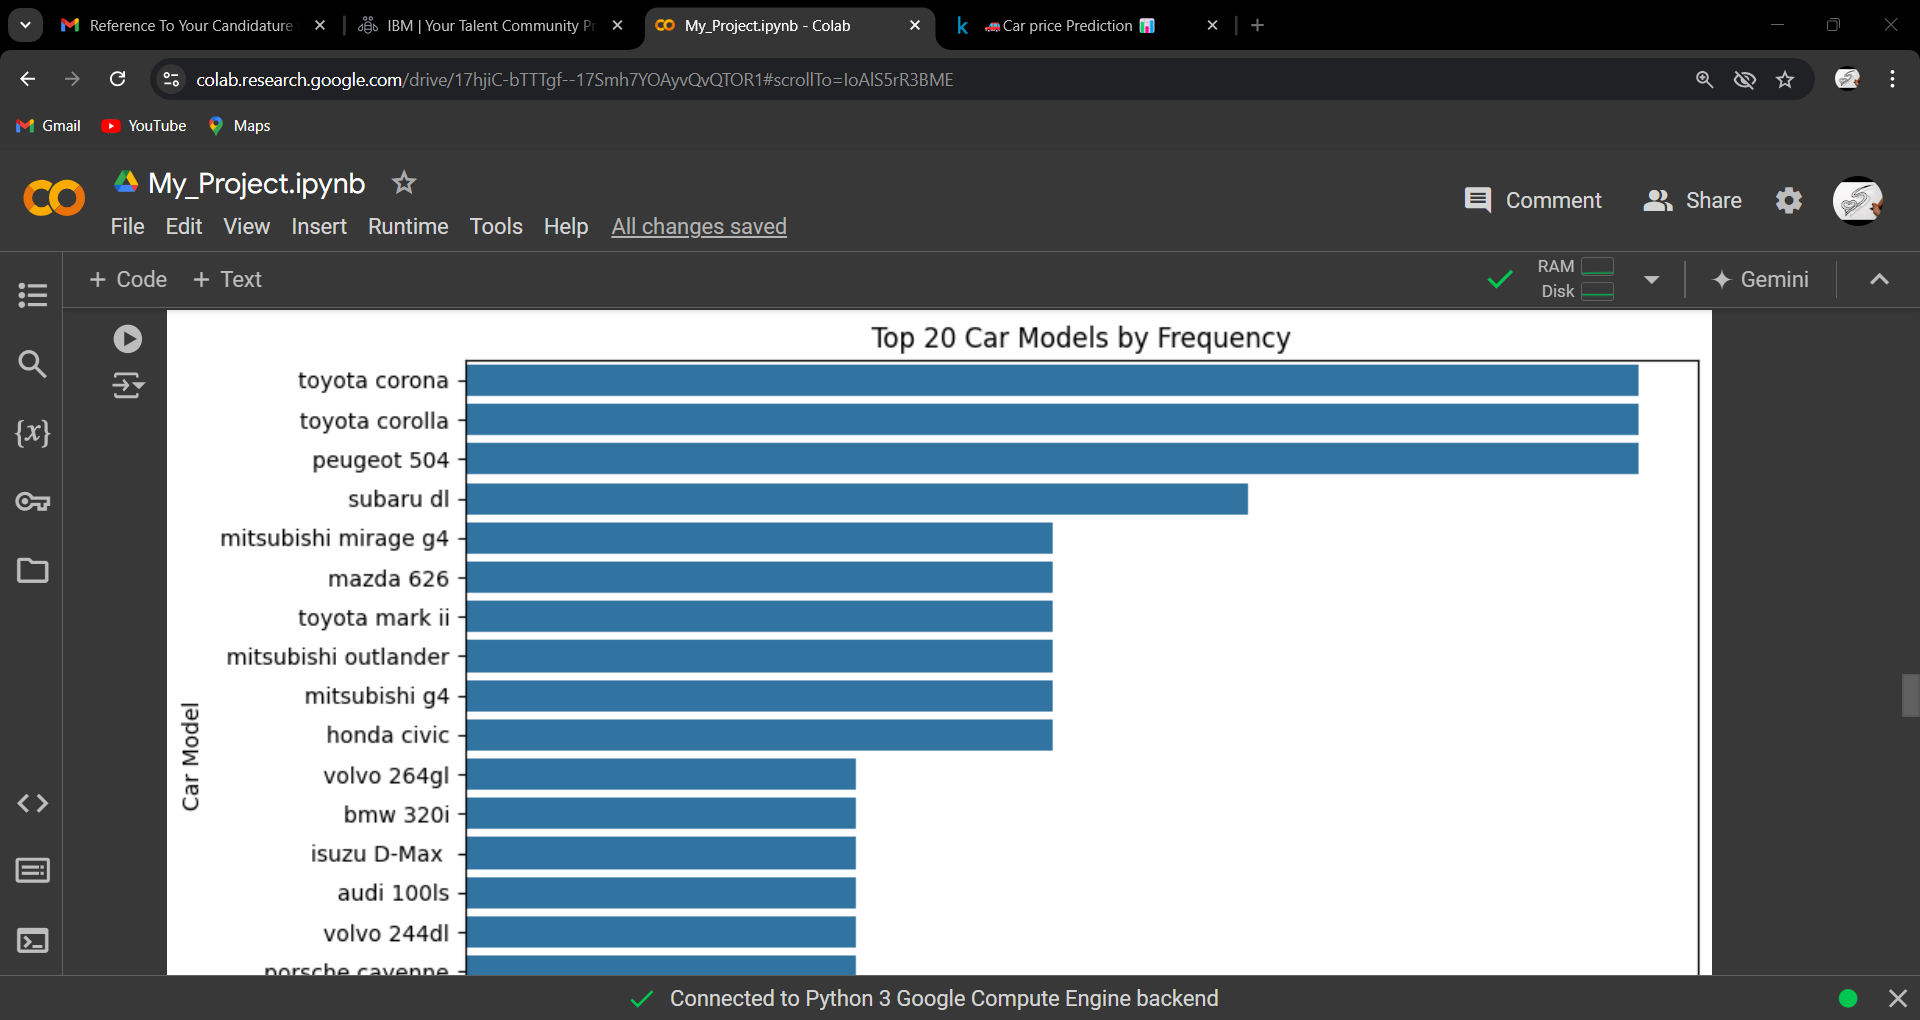 Reference To Your Candidature
IBM | Your Talent Community Pr
My_Project.ipynb - Colab
k 🚗Car price Prediction 📊
colab.research.google.com/drive/17hjiC-bTTTgf--17Smh7YOAyvQvQTOR1#scrollTo=IoAlS5rR3BME
Gmail YouTube Maps
My_Project.ipynb
Comment Share
File Edit View Insert Runtime Tools Help All changes saved
+ Code + Text
RAM
Disk
Gemini
Top 20 Car Models by Frequency
toyota corona
toyota corolla
peugeot 504
subaru dl
mitsubishi mirage g4
mazda 626
toyota mark ii
mitsubishi outlander
mitsubishi g4
honda civic
volvo 264gl
bmw 320i
isuzu D-Max
audi 100ls
volvo 244dl
porsche cayenne
Car Model
{x}
Connected to Python 3 Google Compute Engine backend